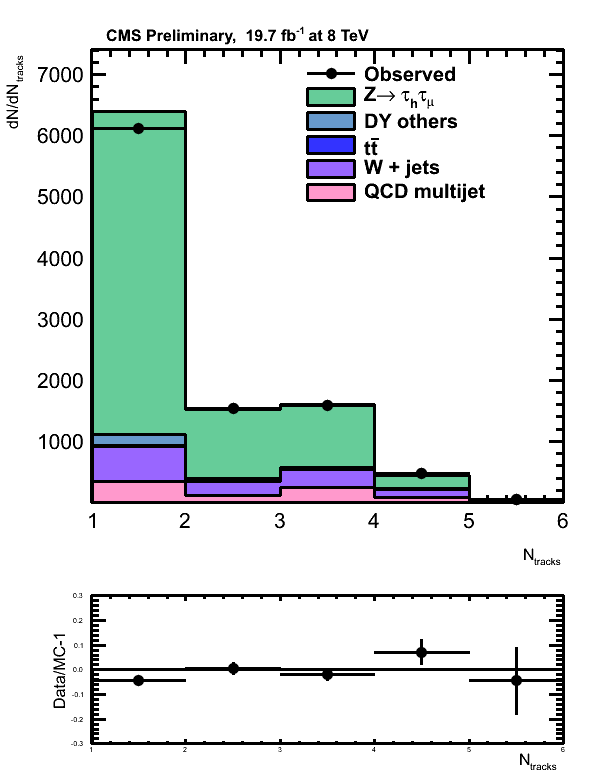 CMS Preliminary, 19.7 fb⁻¹ at 8 TeV
dN/dN_tracks
7000
6000
5000
4000
3000
2000
1000
Observed
Z→ τ_h τ_μ
DY others
tt̄
W + jets
QCD multijet
1 2 3 4 5 6
N_tracks
Data/MC-1
0.3
0.2
0.1
0.0
-0.1
-0.2
-0.3
1 2 3 4 5 6
N_tracks